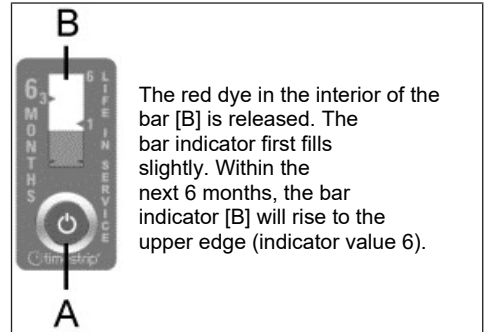 B
6
3
1
6 MONTHS
LIFE IN SERVICE
timestrip
A
The red dye in the interior of the
bar [B] is released. The
bar indicator first fills
slightly. Within the
next 6 months, the bar
indicator [B] will rise to the
upper edge (indicator value 6).